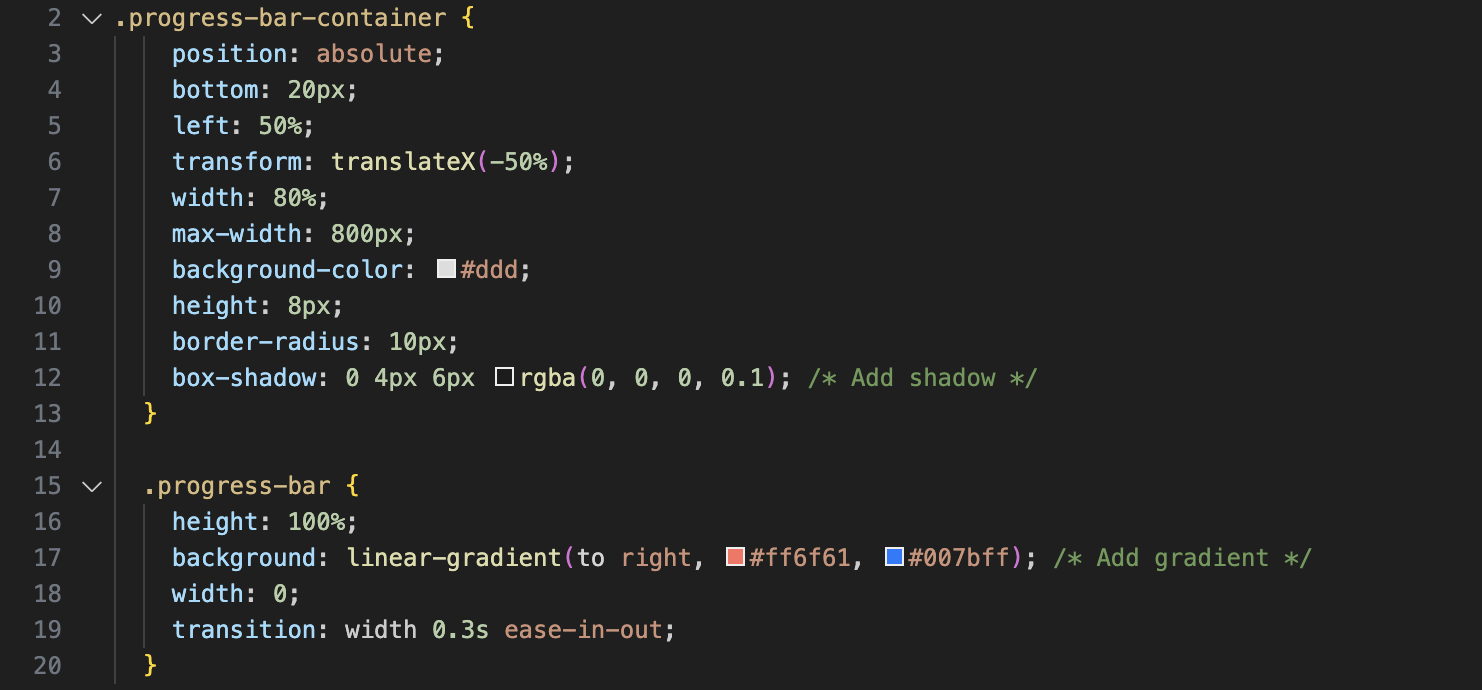 2 .progress-bar-container {
3 position: absolute;
4 bottom: 20px;
5 left: 50%;
6 transform: translateX(-50%);
7 width: 80%;
8 max-width: 800px;
9 background-color: #ddd;
10 height: 8px;
11 border-radius: 10px;
12 box-shadow: 0 4px 6px rgba(0, 0, 0, 0.1); /* Add shadow */
13 }
14
15 .progress-bar {
16 height: 100%;
17 background: linear-gradient(to right, #ff6f61, #007bff); /* Add gradient */
18 width: 0;
19 transition: width 0.3s ease-in-out;
20 }